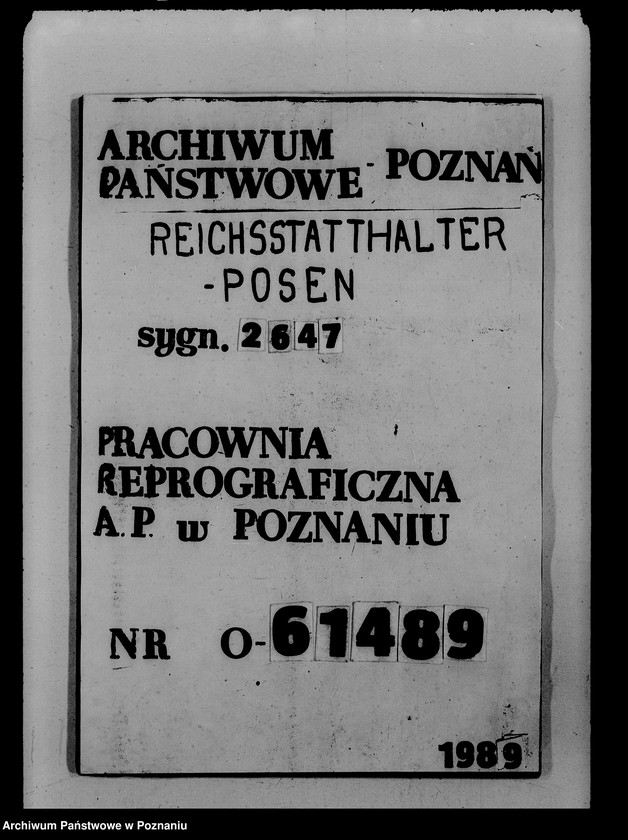 ARCHIWUM
PAŃSTWOWE - POZNAŃ
REICHSSTATTHALTER
-POSEN
sygn. 2647
PRACOWNIA
REPROGRAFICZNA
A.P. w POZNANIU
NR O-61489
1989
Archiwum Państwowe w Poznaniu